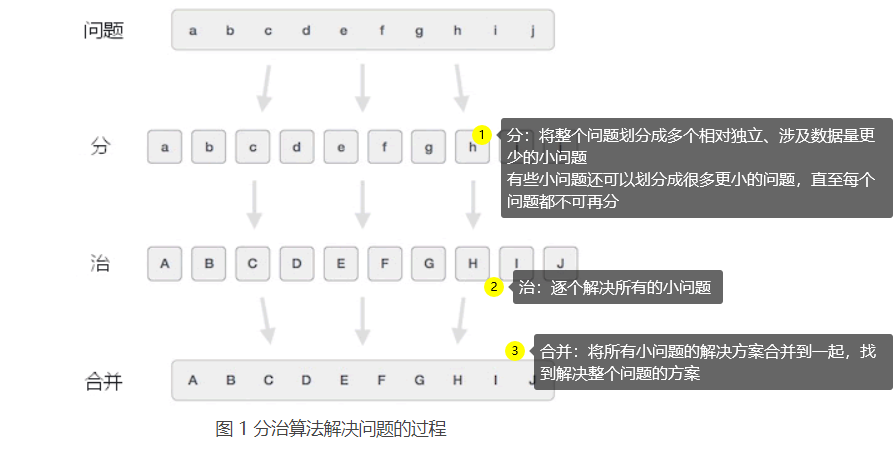 问题 a b c d e f g h i j
分 a b c d e f g h
1 分：将整个问题划分成多个相对独立、涉及数据量更
少的小问题
有些小问题还可以划分成很多更小的问题，直至每个
问题都不可再分
治 A B C D E F G H I J
2 治：逐个解决所有的小问题
3 合并：将所有小问题的解决方案合并到一起，找
到解决整个问题的方案
合并 A B C D E F G H I J
图 1 分治算法解决问题的过程